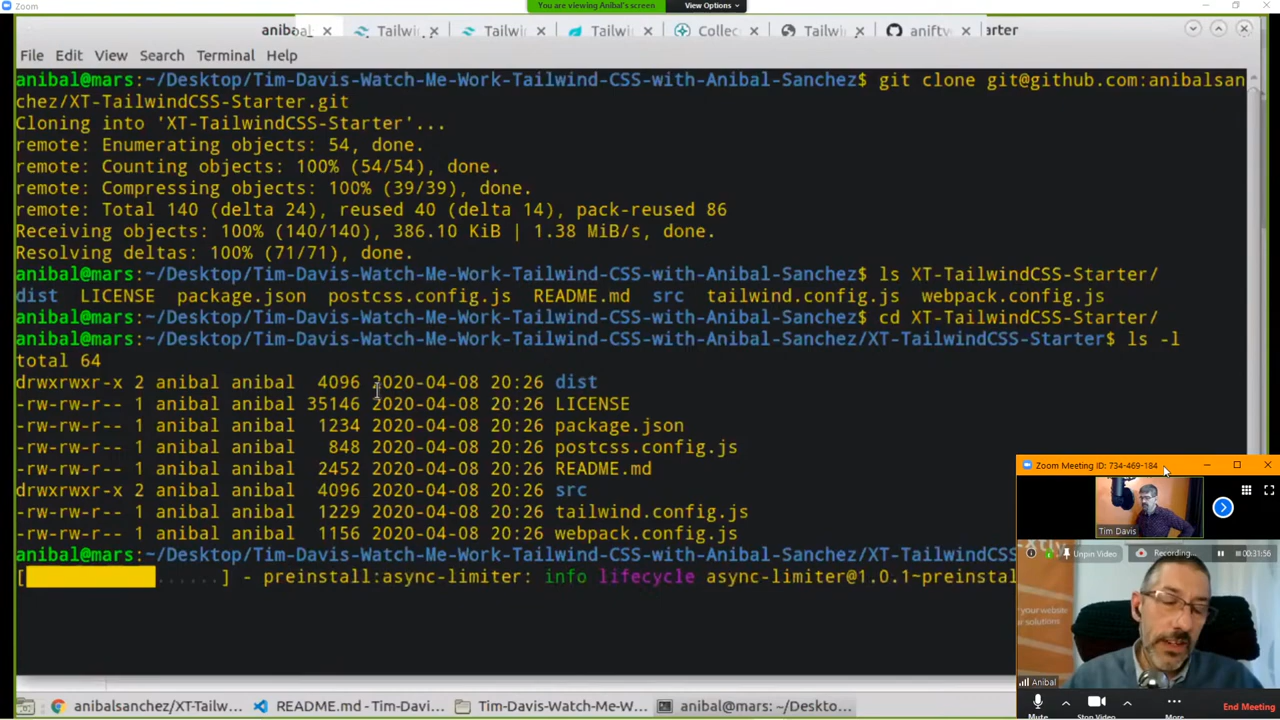 Zoom
You are viewing Anibal's screen
View Options
anibal
Tailwi
Tailwi
Tailwi
Collec
Tailwi
aniftv
arter
File Edit View Search Terminal Help
anibal@mars:~/Desktop/Tim-Davis-Watch-Me-Work-Tailwind-CSS-with-Anibal-Sanchez$ git clone git@github.com:anibalsan
chez/XT-TailwindCSS-Starter.git
Cloning into 'XT-TailwindCSS-Starter'...
remote: Enumerating objects: 54, done.
remote: Counting objects: 100% (54/54), done.
remote: Compressing objects: 100% (39/39), done.
remote: Total 140 (delta 24), reused 40 (delta 14), pack-reused 86
Receiving objects: 100% (140/140), 386.10 KiB | 1.38 MiB/s, done.
Resolving deltas: 100% (71/71), done.
anibal@mars:~/Desktop/Tim-Davis-Watch-Me-Work-Tailwind-CSS-with-Anibal-Sanchez$ ls XT-TailwindCSS-Starter/
dist LICENSE package.json postcss.config.js README.md src tailwind.config.js webpack.config.js
anibal@mars:~/Desktop/Tim-Davis-Watch-Me-Work-Tailwind-CSS-with-Anibal-Sanchez$ cd XT-TailwindCSS-Starter/
anibal@mars:~/Desktop/Tim-Davis-Watch-Me-Work-Tailwind-CSS-with-Anibal-Sanchez/XT-TailwindCSS-Starter$ ls -l
total 64
drwxrwxr-x 2 anibal anibal 4096 2020-04-08 20:26 dist
-rw-rw-r-- 1 anibal anibal 35146 2020-04-08 20:26 LICENSE
-rw-rw-r-- 1 anibal anibal 1234 2020-04-08 20:26 package.json
-rw-rw-r-- 1 anibal anibal 848 2020-04-08 20:26 postcss.config.js
-rw-rw-r-- 1 anibal anibal 2452 2020-04-08 20:26 README.md
drwxrwxr-x 2 anibal anibal 4096 2020-04-08 20:26 src
-rw-rw-r-- 1 anibal anibal 1229 2020-04-08 20:26 tailwind.config.js
-rw-rw-r-- 1 anibal anibal 1156 2020-04-08 20:26 webpack.config.js
anibal@mars:~/Desktop/Tim-Davis-Watch-Me-Work-Tailwind-CSS-with-Anibal-Sanchez/XT-TailwindCSS
[ ......] - preinstall:async-limiter: info lifecycle async-limiter@1.0.1~preinstal
Zoom Meeting ID: 734-469-184
Tim Davis
Unpin Video
Recording...
00:31:56
your website
solutions
Anibal
Mute
Stop Video
More
End Meeting
anibalsanchez/XT-Tailw...
README.md - Tim-Davi...
Tim-Davis-Watch-Me-W...
anibal@mars: ~/Deskto...